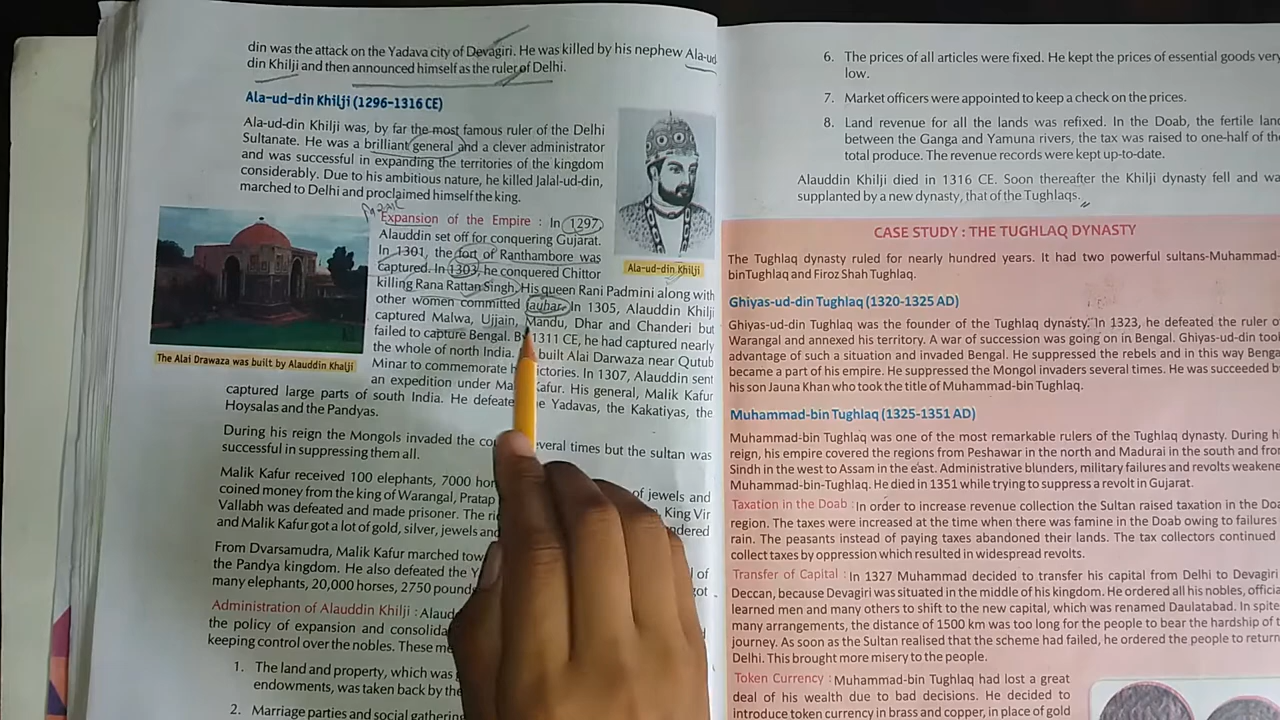 din was the attack on the Yadava city of Devagiri. He was killed by his nephew Ala-ud
din Khilji and then announced himself as the ruler of Delhi.
Ala-ud-din Khilji (1296-1316 CE)
Ala-ud-din Khilji was, by far the most famous ruler of the Delhi
Sultanate. He was a brilliant general and a clever administrator
and was successful in expanding the territories of the kingdom
considerably. Due to his ambitious nature, he killed Jalal-ud-din,
marched to Delhi and proclaimed himself the king.
Expansion of the Empire : In 1297,
Alauddin set off for conquering Gujarat.
In 1301, the fort of Ranthambore was
captured. In 1303, he conquered Chittor
killing Rana Rattan Singh. His queen Rani Padmini along with
other women committed jauhar. In 1305, Alauddin Khilji
captured Malwa, Ujjain, Mandu, Dhar and Chanderi but
failed to capture Bengal. By 1311 CE, he had captured nearly
the whole of north India. built Alai Darwaza near Qutub
Minar to commemorate victories. In 1307, Alauddin sent
an expedition under Kafur. His general, Malik Kafur
captured large parts of south India. He the Yadavas, the Kakatiyas, the
Hoysalas and the Pandyas.
Ala-ud-din Khilji
The Alai Drawaza was built by Alauddin Khalji
During his reign the Mongols invaded the several times but the sultan was
successful in suppressing them all.
Malik Kafur received 100 elephants, 7000 of jewels and
coined money from the king of Warangal, Pratap King Vir
Vallabh was defeated and made prisoner. The
and Malik Kafur got a lot of gold, silver, jewels and
From Dvarsamudra, Malik Kafur marched of
the Pandya kingdom. He also defeated the got
many elephants, 20,000 horses, 2750
Administration of Alauddin Khilji :
the policy of expansion and
keeping control over the nobles. These
1. The land and property, which was
endowments, was taken back by the
2. Marriage parties and social
6. The prices of all articles were fixed. He kept the prices of essential goods very
low.
7. Market officers were appointed to keep a check on the prices.
8. Land revenue for all the lands was refixed. In the Doab, the fertile land
between the Ganga and Yamuna rivers, the tax was raised to one-half of the
total produce. The revenue records were kept up-to-date.
Alauddin Khilji died in 1316 CE. Soon thereafter the Khilji dynasty fell and wa
supplanted by a new dynasty, that of the Tughlaqs.
CASE STUDY : THE TUGHLAQ DYNASTY
The Tughlaq dynasty ruled for nearly hundred years. It had two powerful sultans-Muhammad-
binTughlaq and Firoz Shah Tughlaq.
Ghiyas-ud-din Tughlaq (1320-1325 AD)
Ghiyas-ud-din Tughlaq was the founder of the Tughlaq dynasty. In 1323, he defeated the ruler o
Warangal and annexed his territory. A war of succession was going on in Bengal. Ghiyas-ud-din too
advantage of such a situation and invaded Bengal. He suppressed the rebels and in this way Benga
became a part of his empire. He suppressed the Mongol invaders several times. He was succeeded b
his son Jauna Khan who took the title of Muhammad-bin Tughlaq.
Muhammad-bin Tughlaq (1325-1351 AD)
Muhammad-bin Tughlaq was one of the most remarkable rulers of the Tughlaq dynasty. During h
reign, his empire covered the regions from Peshawar in the north and Madurai in the south and fro
Sindh in the west to Assam in the east. Administrative blunders, military failures and revolts weakene
Muhammad-bin-Tughlaq. He died in 1351 while trying to suppress a revolt in Gujarat.
Taxation in the Doab : In order to increase revenue collection the Sultan raised taxation in the Doa
region. The taxes were increased at the time when there was famine in the Doab owing to failures
rain. The peasants instead of paying taxes abandoned their lands. The tax collectors continued
collect taxes by oppression which resulted in widespread revolts.
Transfer of Capital : In 1327 Muhammad decided to transfer his capital from Delhi to Devagiri
Deccan, because Devagiri was situated in the middle of his kingdom. He ordered all his nobles, officia
learned men and many others to shift to the new capital, which was renamed Daulatabad. In spite
many arrangements, the distance of 1500 km was too long for the people to bear the hardship of t
journey. As soon as the Sultan realised that the scheme had failed, he ordered the people to return
Delhi. This brought more misery to the people.
Token Currency : Muhammad-bin Tughlaq had lost a great
deal of his wealth due to bad decisions. He decided to
introduce token currency in brass and copper, in place of gold